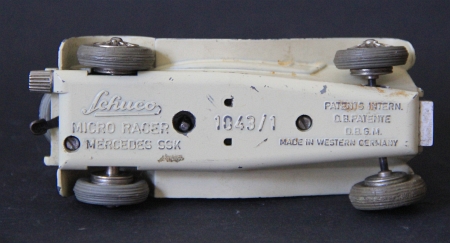 Schuco
MICRO RACER
MERCEDES SSK
1043/1
PATENTS INTERN.
D.B.PATENTE
D.B.G.M.
MADE IN WESTERN GERMANY